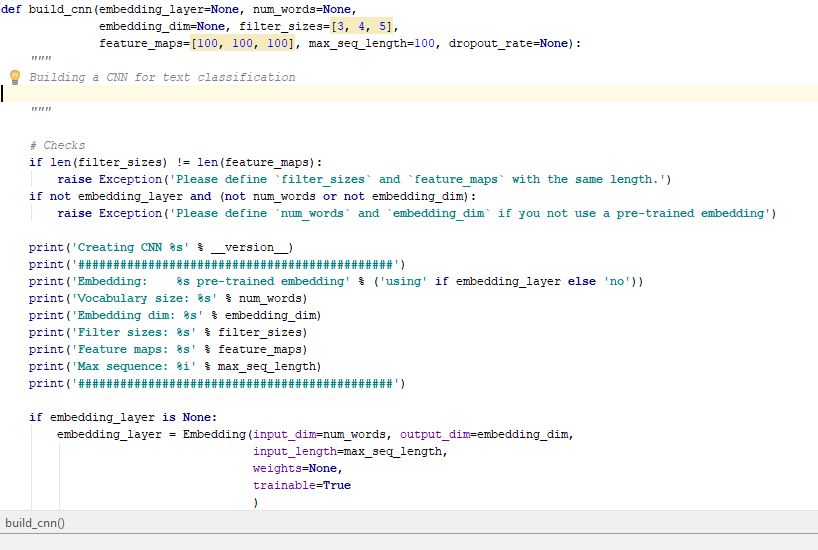 def build_cnn(embedding_layer=None, num_words=None,
              embedding_dim=None, filter_sizes=[3, 4, 5],
              feature_maps=[100, 100, 100], max_seq_length=100, dropout_rate=None):
    """
    Building a CNN for text classification
    """
    # Checks
    if len(filter_sizes) != len(feature_maps):
        raise Exception('Please define `filter_sizes` and `feature_maps` with the same length.')
    if not embedding_layer and (not num_words or not embedding_dim):
        raise Exception('Please define `num_words` and `embedding_dim` if you not use a pre-trained embedding')
    print('Creating CNN %s' % __version__)
    print('#############################################')
    print('Embedding:    %s pre-trained embedding' % ('using' if embedding_layer else 'no'))
    print('Vocabulary size: %s' % num_words)
    print('Embedding dim: %s' % embedding_dim)
    print('Filter sizes: %s' % filter_sizes)
    print('Feature maps: %s' % feature_maps)
    print('Max sequence: %i' % max_seq_length)
    print('#############################################')
    if embedding_layer is None:
        embedding_layer = Embedding(input_dim=num_words, output_dim=embedding_dim,
                                    input_length=max_seq_length,
                                    weights=None,
                                    trainable=True
                                    )
build_cnn()